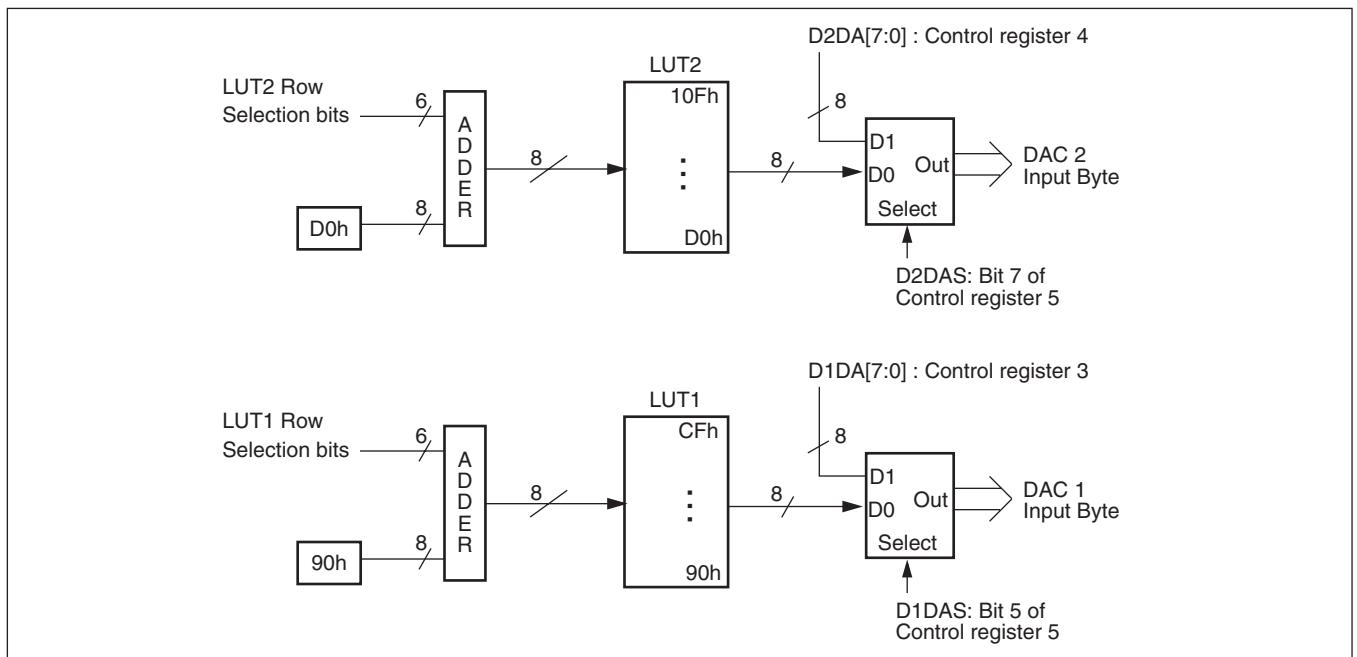 D2DA[7:0] : Control register 4
LUT2 Row
Selection bits
6
8
D0h
ADDER
8
LUT2
10Fh
D0h
8
8
D1
D0
Out
Select
DAC 2
Input Byte
D2DAS: Bit 7 of
Control register 5
D1DA[7:0] : Control register 3
LUT1 Row
Selection bits
6
8
90h
ADDER
8
LUT1
CFh
90h
8
8
D1
D0
Out
Select
DAC 1
Input Byte
D1DAS: Bit 5 of
Control register 5